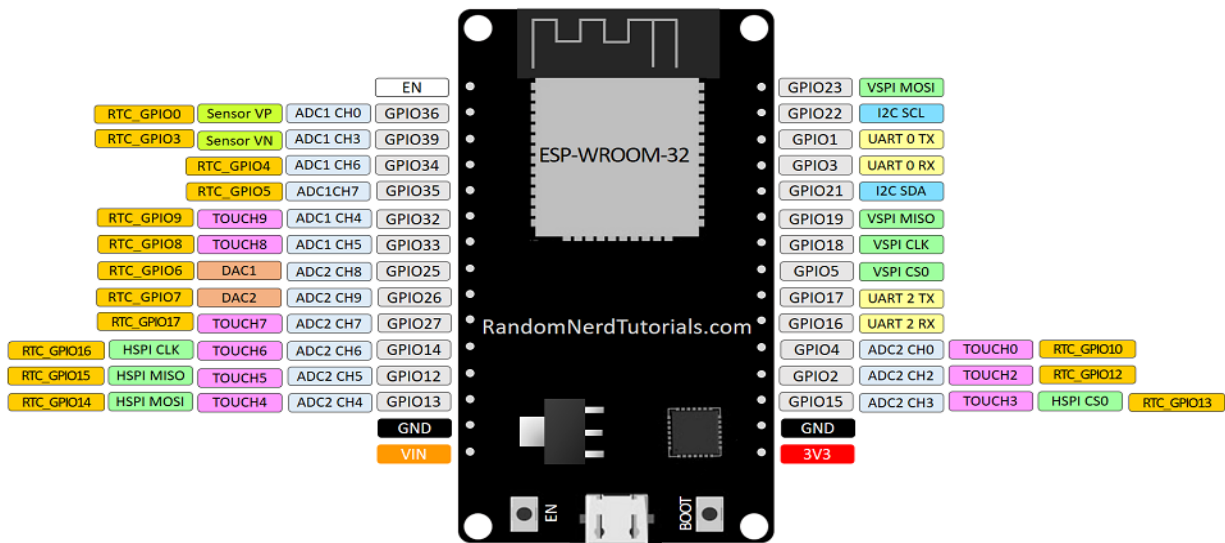 EN
RTC_GPIO0 Sensor VP ADC1 CH0 GPIO36
RTC_GPIO3 Sensor VN ADC1 CH3 GPIO39
RTC_GPIO4 ADC1 CH6 GPIO34
RTC_GPIO5 ADC1CH7 GPIO35
RTC_GPIO9 TOUCH9 ADC1 CH4 GPIO32
RTC_GPIO8 TOUCH8 ADC1 CH5 GPIO33
RTC_GPIO6 DAC1 ADC2 CH8 GPIO25
RTC_GPIO7 DAC2 ADC2 CH9 GPIO26
RTC_GPIO17 TOUCH7 ADC2 CH7 GPIO27
RTC_GPIO16 HSPI CLK TOUCH6 ADC2 CH6 GPIO14
RTC_GPIO15 HSPI MISO TOUCH5 ADC2 CH5 GPIO12
RTC_GPIO14 HSPI MOSI TOUCH4 ADC2 CH4 GPIO13
GND
VIN
ESP-WROOM-32
RandomNerdTutorials.com
EN
BOOT
GPIO23 VSPI MOSI
GPIO22 I2C SCL
GPIO1 UART 0 TX
GPIO3 UART 0 RX
GPIO21 I2C SDA
GPIO19 VSPI MISO
GPIO18 VSPI CLK
GPIO5 VSPI CS0
GPIO17 UART 2 TX
GPIO16 UART 2 RX
GPIO4 ADC2 CH0 TOUCH0 RTC_GPIO10
GPIO2 ADC2 CH2 TOUCH2 RTC_GPIO12
GPIO15 ADC2 CH3 TOUCH3 HSPI CS0 RTC_GPIO13
GND
3V3